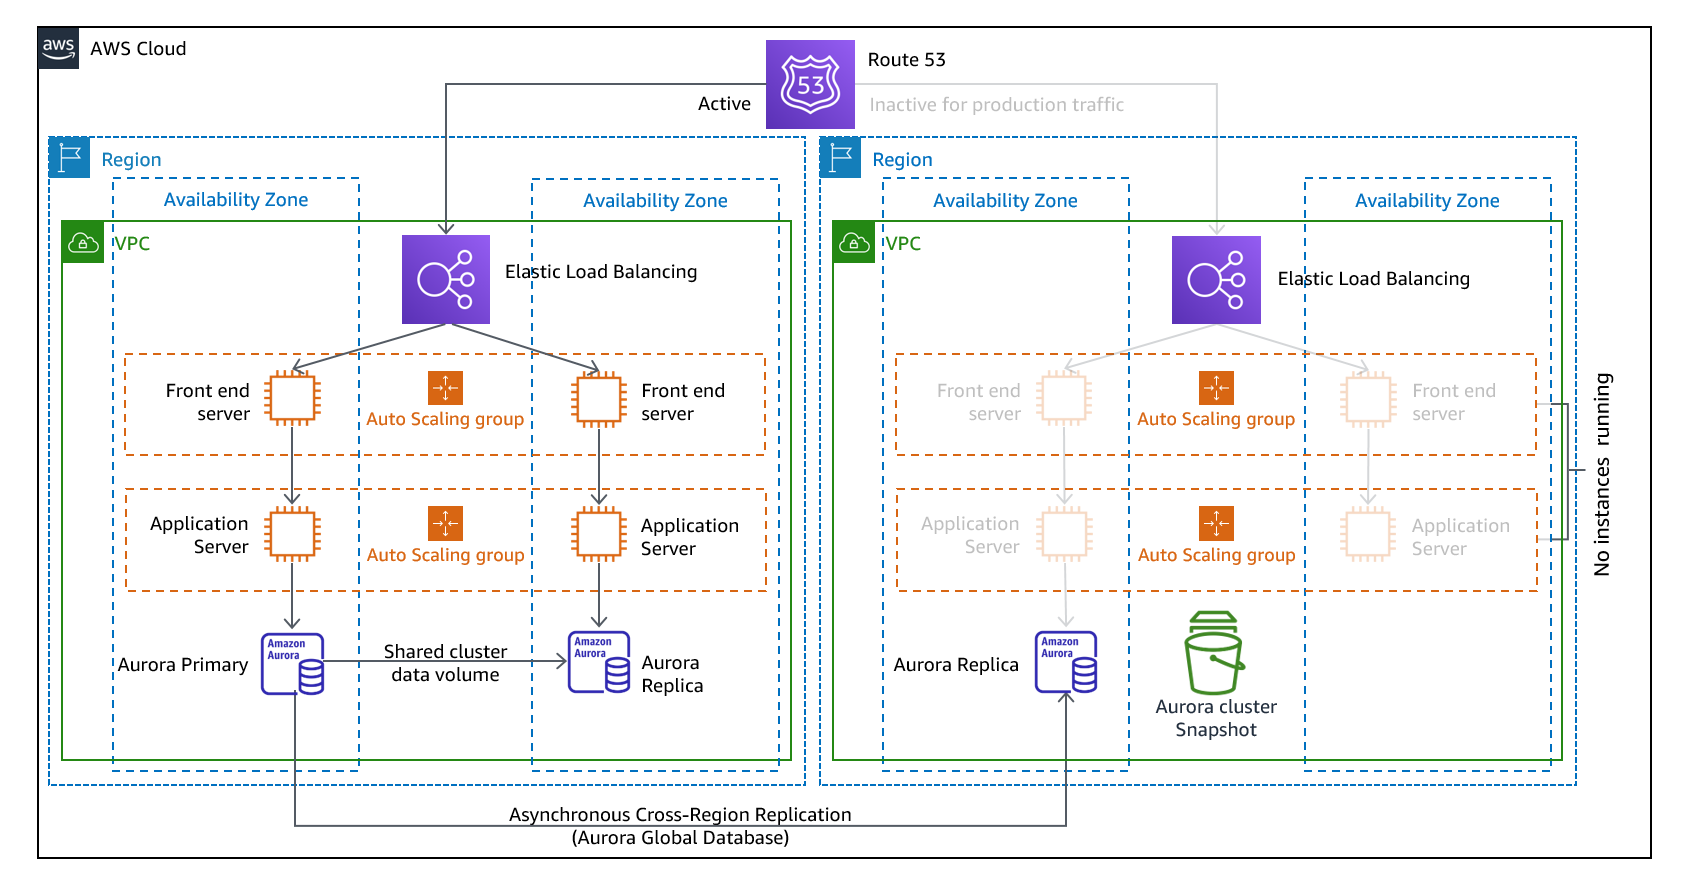 aws
AWS Cloud
53
Route 53
Active
Inactive for production traffic
Region
Availability Zone
Availability Zone
VPC
Elastic Load Balancing
Front end
server
Auto Scaling group
Front end
server
Application
Server
Auto Scaling group
Application
Server
Aurora Primary
Amazon
Aurora
Shared cluster
data volume
Amazon
Aurora
Aurora
Replica
Region
Availability Zone
Availability Zone
VPC
Elastic Load Balancing
Front end
server
Auto Scaling group
Front end
server
Application
Server
Auto Scaling group
Application
Server
No instances running
Aurora Replica
Amazon
Aurora
Aurora cluster
Snapshot
Asynchronous Cross-Region Replication
(Aurora Global Database)